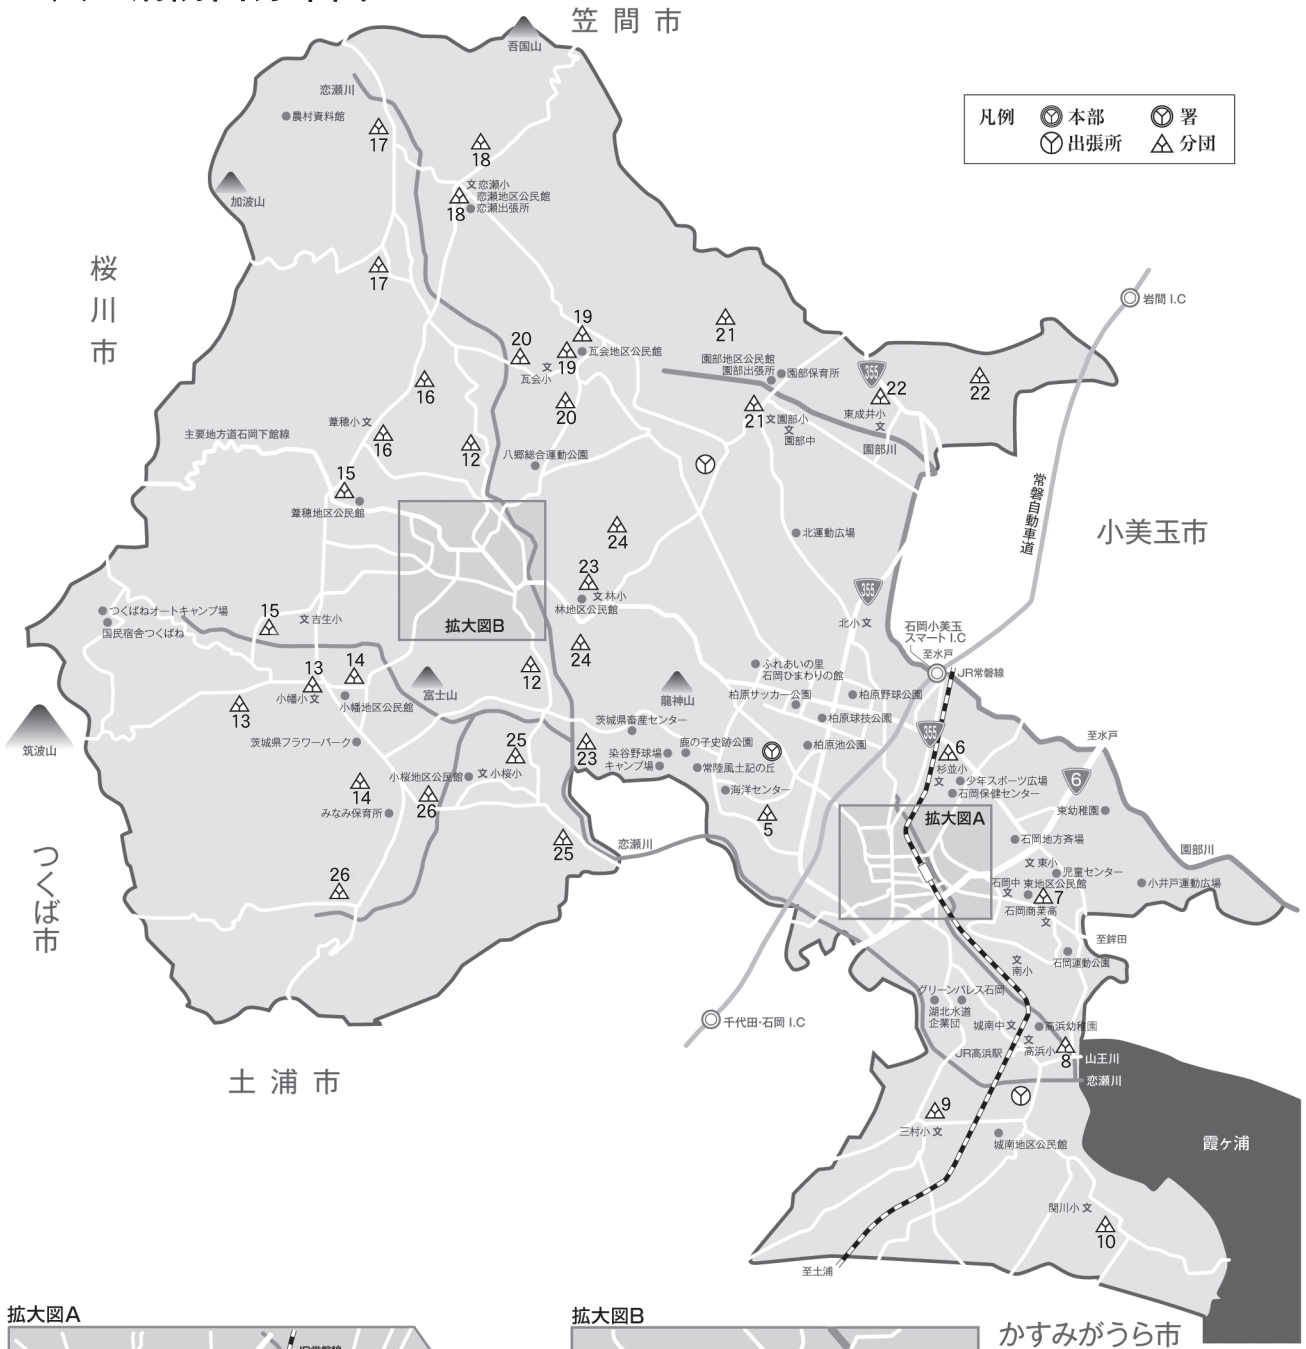 笠間市
吾国山
恋瀬川
農村資料館
17
18
凡例
本部
署
出張所
分団
加波山
文 恋瀬小
恋瀬地区公民館
恋瀬出張所
18
桜川市
17
岩間 I.C
19
20
瓦会地区公民館
19
文
瓦会小
21
園部地区公民館
園部出張所
園部保育所
355
22
22
16
20
21
文 園部小
文
園部中
東成井小
文
園部川
葦穂小 文
16
主要地方道石岡下館線
12
八郷総合運動公園
15
葦穂地区公民館
常磐自動車道
小美玉市
24
北運動広場
23
文 林小
林地区公民館
355
つくばねオートキャンプ場
国民宿舎つくばね
15
文 吉生小
拡大図B
北小 文
石岡小美玉
スマート I.C
至水戸
JR常磐線
24
13
14
小幡小 文
小幡地区公民館
富士山
12
龍神山
ふれあいの里
石岡ひまわりの館
柏原サッカー公園
柏原野球公園
13
筑波山
茨城県フラワーパーク
茨城県畜産センター
柏原球技公園
355
至水戸
25
23
染谷野球場
キャンプ場
鹿の子史跡公園
常陸風土記の丘
柏原池公園
6
杉並小
文
少年スポーツ広場
石岡保健センター
6
小桜地区公民館
文 小桜小
14
みなみ保育所
26
海洋センター
5
拡大図A
東幼稚園
25
恋瀬川
石岡地方斉場
園部川
文 東小
児童センター
小井戸運動広場
石岡中
文
東地区公民館
7
石岡商業高
文
つくば市
26
至鉾田
石岡運動公園
文
南小
グリーンパレス石岡
湖北水道
企業団
千代田・石岡 I.C
城南中 文
高浜幼稚園
文
高浜小
8
JR高浜駅
山王川
恋瀬川
土浦市
9
三村小 文
城南地区公民館
霞ヶ浦
関川小 文
10
至土浦
拡大図A
拡大図B
かすみがうら市
JR常磐線